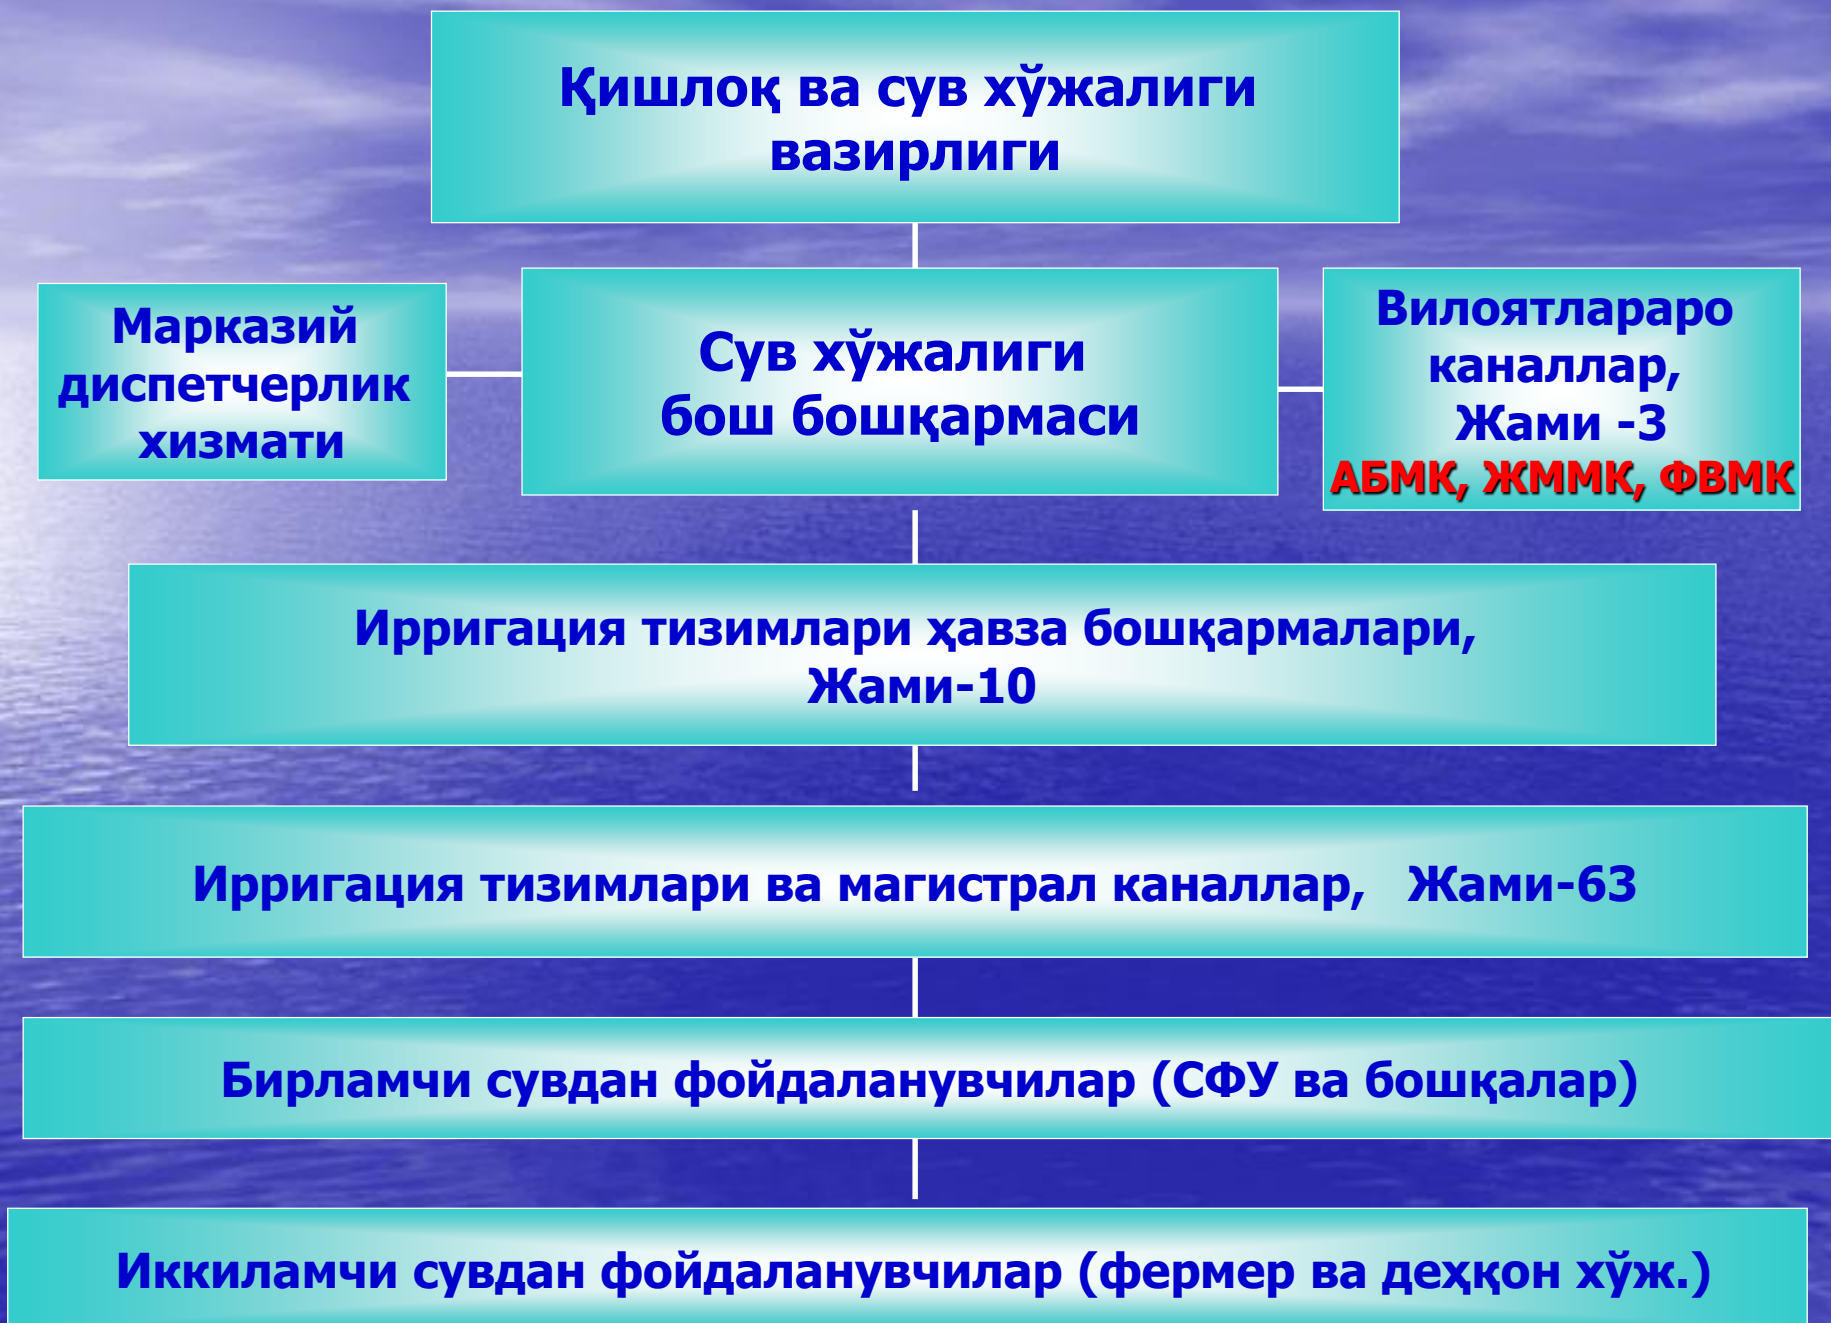 Қишлоқ ва сув хўжалиги
вазирлиги
Марказий
диспетчерлик
хизмати
Сув хўжалиги
бош бошқармаси
Вилоятлараро
каналлар,
Жами -3
АБМК, ЖММК, ФВМК
Ирригация тизимлари ҳавза бошқармалари,
Жами-10
Ирригация тизимлари ва магистрал каналлар, Жами-63
Бирламчи сувдан фойдаланувчилар (СФУ ва бошқалар)
Иккиламчи сувдан фойдаланувчилар (фермер ва деҳқон хўж.)